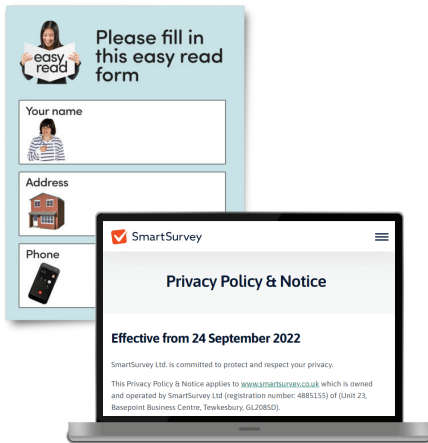 easy
read
Please fill in
this easy read
form
Your name
Address
Phone
SmartSurvey
Privacy Policy & Notice
Effective from 24 September 2022
SmartSurvey Ltd. is committed to protect and respect your privacy.
This Privacy Policy & Notice applies to www.smartsurvey.co.uk which is owned
and operated by SmartSurvey Ltd (registration number: 4885155) of (Unit 23,
Basepoint Business Centre, Tewkesbury, GL208SD).